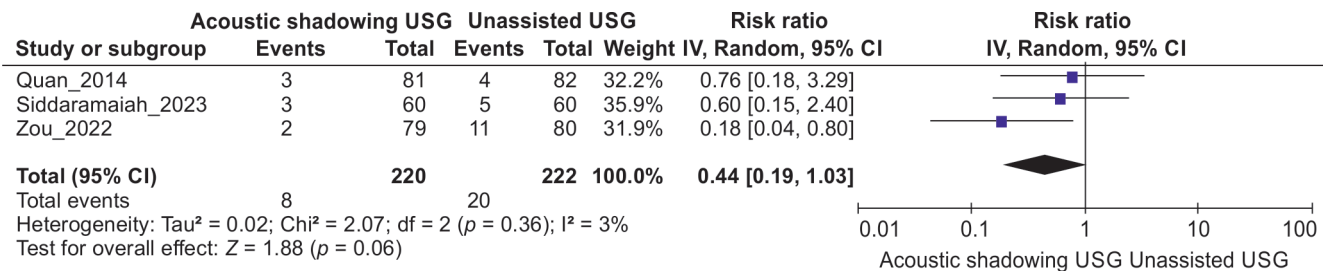 Acoustic shadowing USG Unassisted USG Risk ratio Risk ratio
Study or subgroup Events Total Events Total Weight IV, Random, 95% CI IV, Random, 95% CI
Quan_2014 3 81 4 82 32.2% 0.76 [0.18, 3.29]
Siddaramaiah_2023 3 60 5 60 35.9% 0.60 [0.15, 2.40]
Zou_2022 2 79 11 80 31.9% 0.18 [0.04, 0.80]
Total (95% CI) 220 222 100.0% 0.44 [0.19, 1.03]
Total events 8 20
Heterogeneity: Tau² = 0.02; Chi² = 2.07; df = 2 (p = 0.36); I² = 3%
Test for overall effect: Z = 1.88 (p = 0.06)
0.01 0.1 1 10 100
Acoustic shadowing USG Unassisted USG